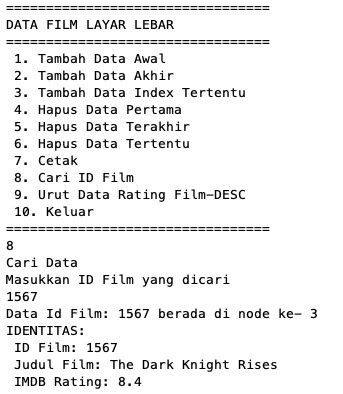 =================================
DATA FILM LAYAR LEBAR
=================================
1. Tambah Data Awal
2. Tambah Data Akhir
3. Tambah Data Index Tertentu
4. Hapus Data Pertama
5. Hapus Data Terakhir
6. Hapus Data Tertentu
7. Cetak
8. Cari ID Film
9. Urut Data Rating Film-DESC
10. Keluar
=================================
8
Cari Data
Masukkan ID Film yang dicari
1567
Data Id Film: 1567 berada di node ke- 3
IDENTITAS:
ID Film: 1567
Judul Film: The Dark Knight Rises
IMDB Rating: 8.4